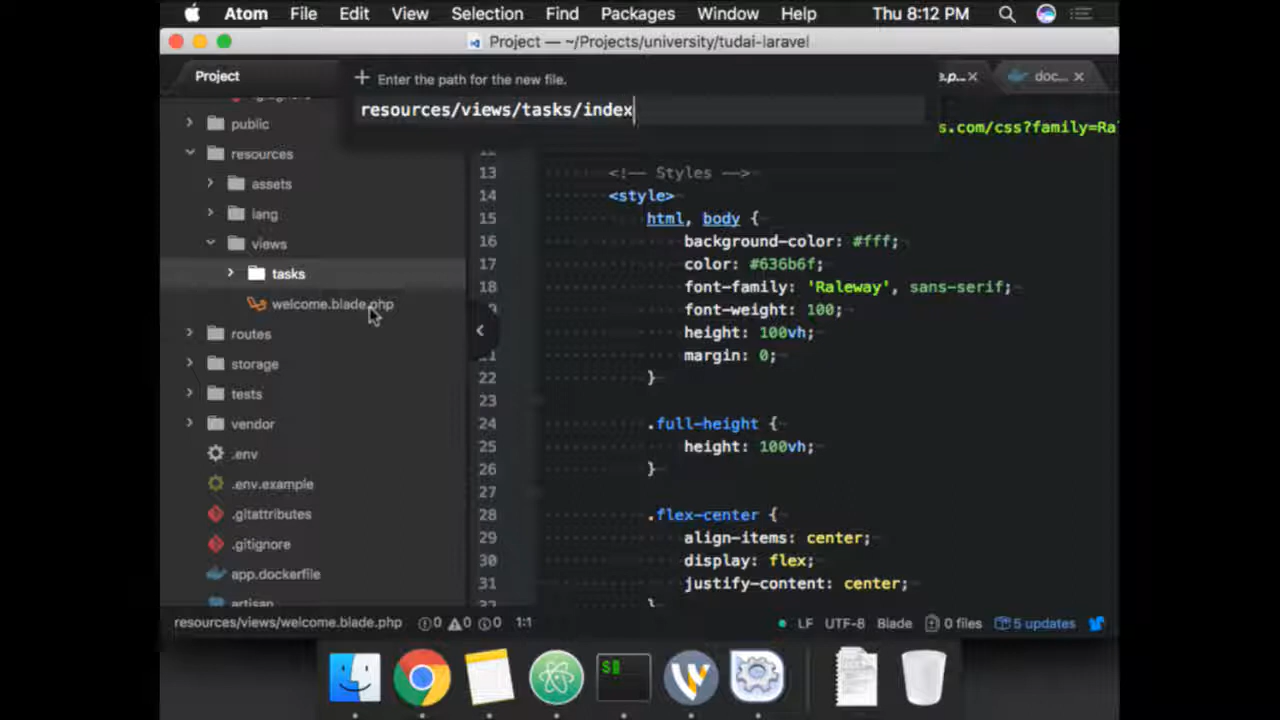 Atom File Edit View Selection Find Packages Window Help Thu 8:12 PM
Project — ~/Projects/university/tudai-laravel
Project
Enter the path for the new file.
resources/views/tasks/index
doc...
s.com/css?family=Ra
public
resources
assets
lang
views
tasks
welcome.blade.php
routes
storage
tests
vendor
.env
.env.example
.gitattributes
.gitignore
app.dockerfile
artisan
13 <!-- Styles -->
14 <style>
15 html, body {
16 background-color: #fff;
17 color: #636b6f;
18 font-family: 'Raleway', sans-serif;
font-weight: 100;
height: 100vh;
margin: 0;
22 }
23
24 .full-height {
25 height: 100vh;
26 }
27
28 .flex-center {
29 align-items: center;
30 display: flex;
31 justify-content: center;
}
resources/views/welcome.blade.php 0 0 0 1:1 LF UTF-8 Blade 0 files 5 updates